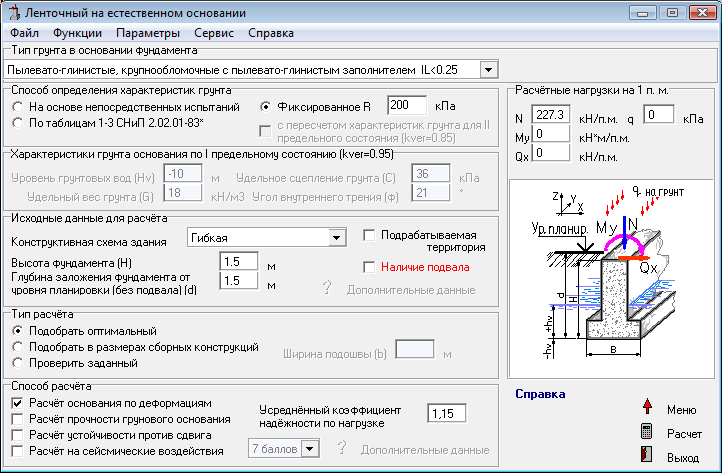 Ленточный на естественном основании
Файл Функции Параметры Сервис Справка
Тип грунта в основании фундамента
Пылевато-глинистые, крупнообломочные с пылевато-глинистым заполнителем IL<0.25
Способ определения характеристик грунта
На основе непосредственных испытаний
По таблицам 1-3 СНиП 2.02.01-83*
Фиксированное R 200 кПа
с пересчетом характеристик грунта для II
предельного состояния (kver=0.85)
Характеристики грунта основания по I предельному состоянию (kver=0.95)
Уровень грунтовых вод (Hv) -10 м Удельное сцепление грунта (C) 36 кПа
Удельный вес грунта (G) 18 кН/м3 Угол внутреннего трения (ф) 21 °
Исходные данные для расчёта
Конструктивная схема здания Гибкая
Высота фундамента (H) 1.5 м
Глубина заложения фундамента от
уровня планировки (без подвала) (d) 1.5 м
Подрабатываемая
территория
Наличие подвала
? Дополнительные данные
Тип расчёта
Подобрать оптимальный
Подобрать в размерах сборных конструкций
Проверить заданный
Ширина подошвы (b) м
Способ расчёта
Расчёт основания по деформациям
Расчёт прочности грунового основания
Расчёт устойчивости против сдвига
Расчёт на сейсмические воздействия
Усреднённый коэффициент
надёжности по нагрузке 1,15
7 баллов ? Дополнительные данные
Расчётные нагрузки на 1 п. м.
N 227.3 кН/п.м. q 0 кПа
My 0 кН*м/п.м.
Qx 0 кН/п.м.
Z Y X
q на грунт
Ур.планир. My N
Qx
d H
+hv
-hv
B
Справка
Меню
Расчет
Выход